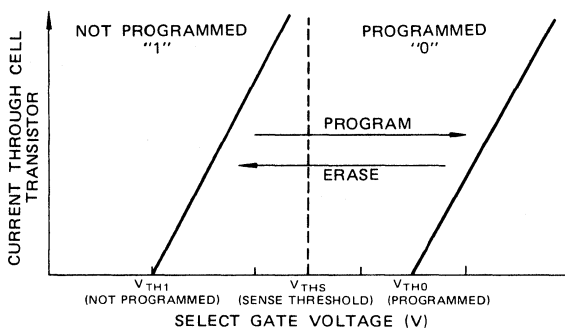 NOT PROGRAMMED
"1"
PROGRAMMED
"0"
PROGRAM
ERASE
CURRENT THROUGH CELL
TRANSISTOR
VTH1
(NOT PROGRAMMED)
VTHS
(SENSE THRESHOLD)
VTH0
(PROGRAMMED)
SELECT GATE VOLTAGE (V)